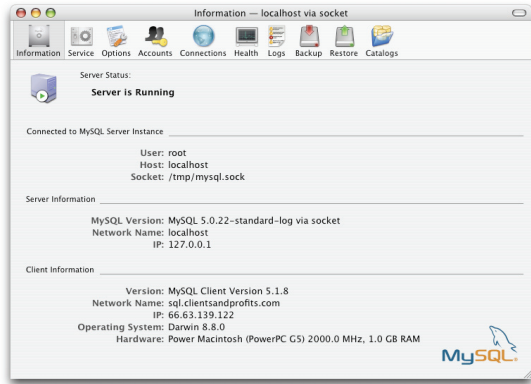 Information — localhost via socket
Information Service Options Accounts Connections Health Logs Backup Restore Catalogs
Server Status:
Server is Running
Connected to MySQL Server Instance
User: root
Host: localhost
Socket: /tmp/mysql.sock
Server Information
MySQL Version: MySQL 5.0.22-standard-log via socket
Network Name: localhost
IP: 127.0.0.1
Client Information
Version: MySQL Client Version 5.1.8
Network Name: sql.clientsandprofits.com
IP: 66.63.139.122
Operating System: Darwin 8.8.0
Hardware: Power Macintosh (PowerPC G5) 2000.0 MHz, 1.0 GB RAM
MySQL